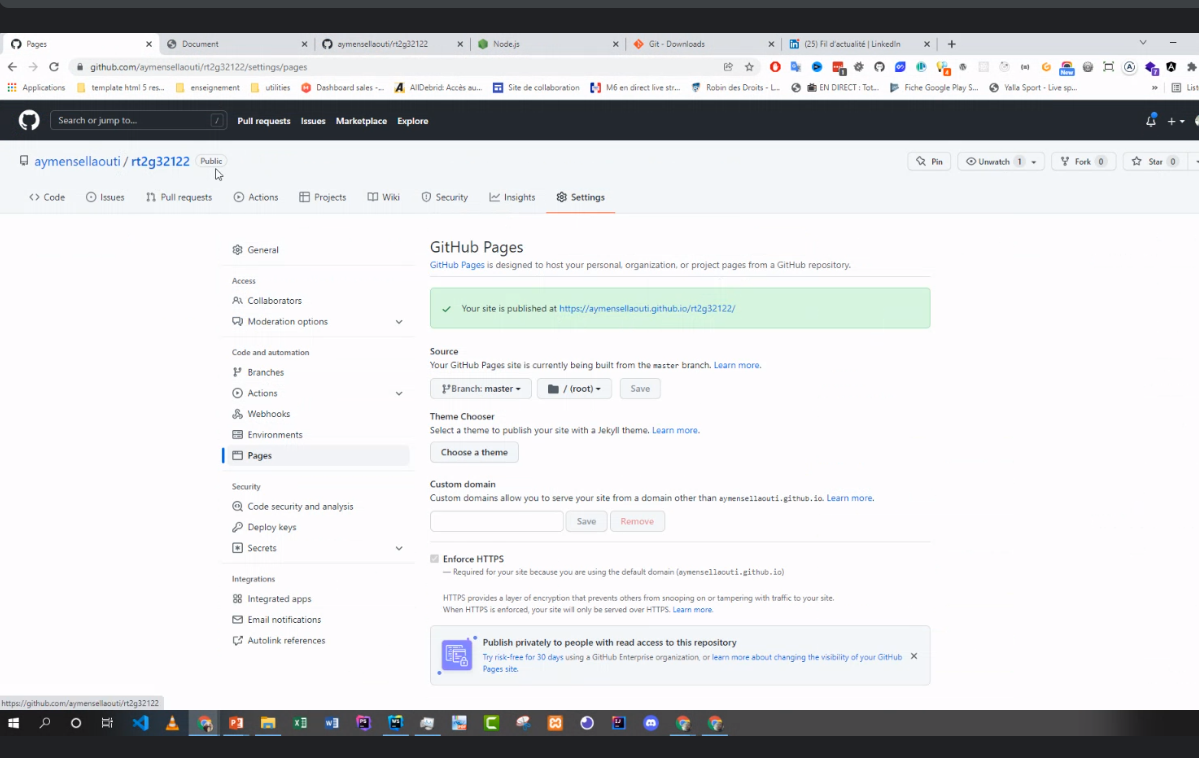 Pages
Document
aymensellaouti/rt2g32122
Node.js
Git - Downloads
(25) Fil d'actualité | LinkedIn
github.com/aymensellaouti/rt2g32122/settings/pages
Applications
template html 5 res...
enseignement
utilities
Dashboard sales -...
AllDebrid: Accès au...
Site de collaboration
M6 en direct live str...
Robin des Droits - L...
EN DIRECT : Tot...
Fiche Google Play S...
Yalla Sport - Live sp...
»
List
Search or jump to...
/
Pull requests
Issues
Marketplace
Explore
aymensellaouti / rt2g32122
Public
Pin
Unwatch 1
Fork 0
Star 0
Code
Issues
Pull requests
Actions
Projects
Wiki
Security
Insights
Settings
General
Access
Collaborators
Moderation options
Code and automation
Branches
Actions
Webhooks
Environments
Pages
Security
Code security and analysis
Deploy keys
Secrets
Integrations
Integrated apps
Email notifications
Autolink references
GitHub Pages
GitHub Pages is designed to host your personal, organization, or project pages from a GitHub repository.
Your site is published at https://aymensellaouti.github.io/rt2g32122/
Source
Your GitHub Pages site is currently being built from the master branch. Learn more.
Branch: master
/ (root)
Save
Theme Chooser
Select a theme to publish your site with a Jekyll theme. Learn more.
Choose a theme
Custom domain
Custom domains allow you to serve your site from a domain other than aymensellaouti.github.io. Learn more.
Save
Remove
Enforce HTTPS
— Required for your site because you are using the default domain (aymensellaouti.github.io)
HTTPS provides a layer of encryption that prevents others from snooping on or tampering with traffic to your site.
When HTTPS is enforced, your site will only be served over HTTPS. Learn more.
Publish privately to people with read access to this repository
Try risk-free for 30 days using a GitHub Enterprise organization, or learn more about changing the visibility of your GitHub
Pages site.
https://github.com/aymensellaouti/rt2g32122